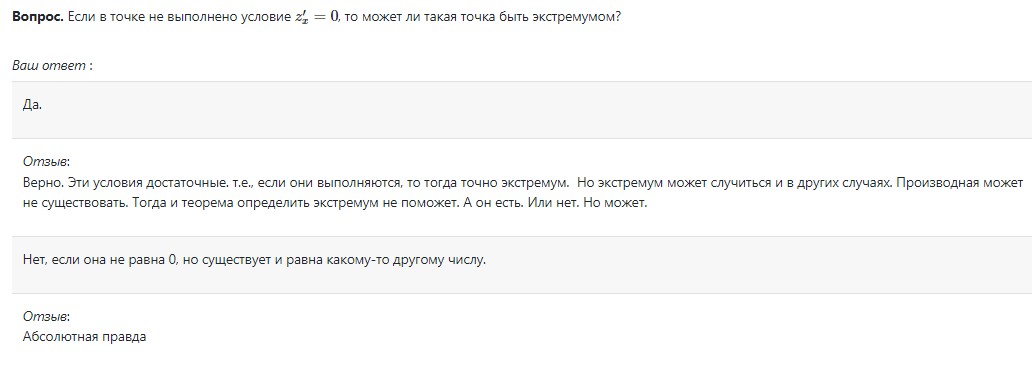 Вопрос. Если в точке не выполнено условие z′ₓ = 0, то может ли такая точка быть экстремумом?
Ваш ответ :
Да.
Отзыв:
Верно. Эти условия достаточные. т.е., если они выполняются, то тогда точно экстремум.  Но экстремум может случиться и в других случаях. Производная может
не существовать. Тогда и теорема определить экстремум не поможет. А он есть. Или нет. Но может.
Нет, если она не равна 0, но существует и равна какому-то другому числу.
Отзыв:
Абсолютная правда